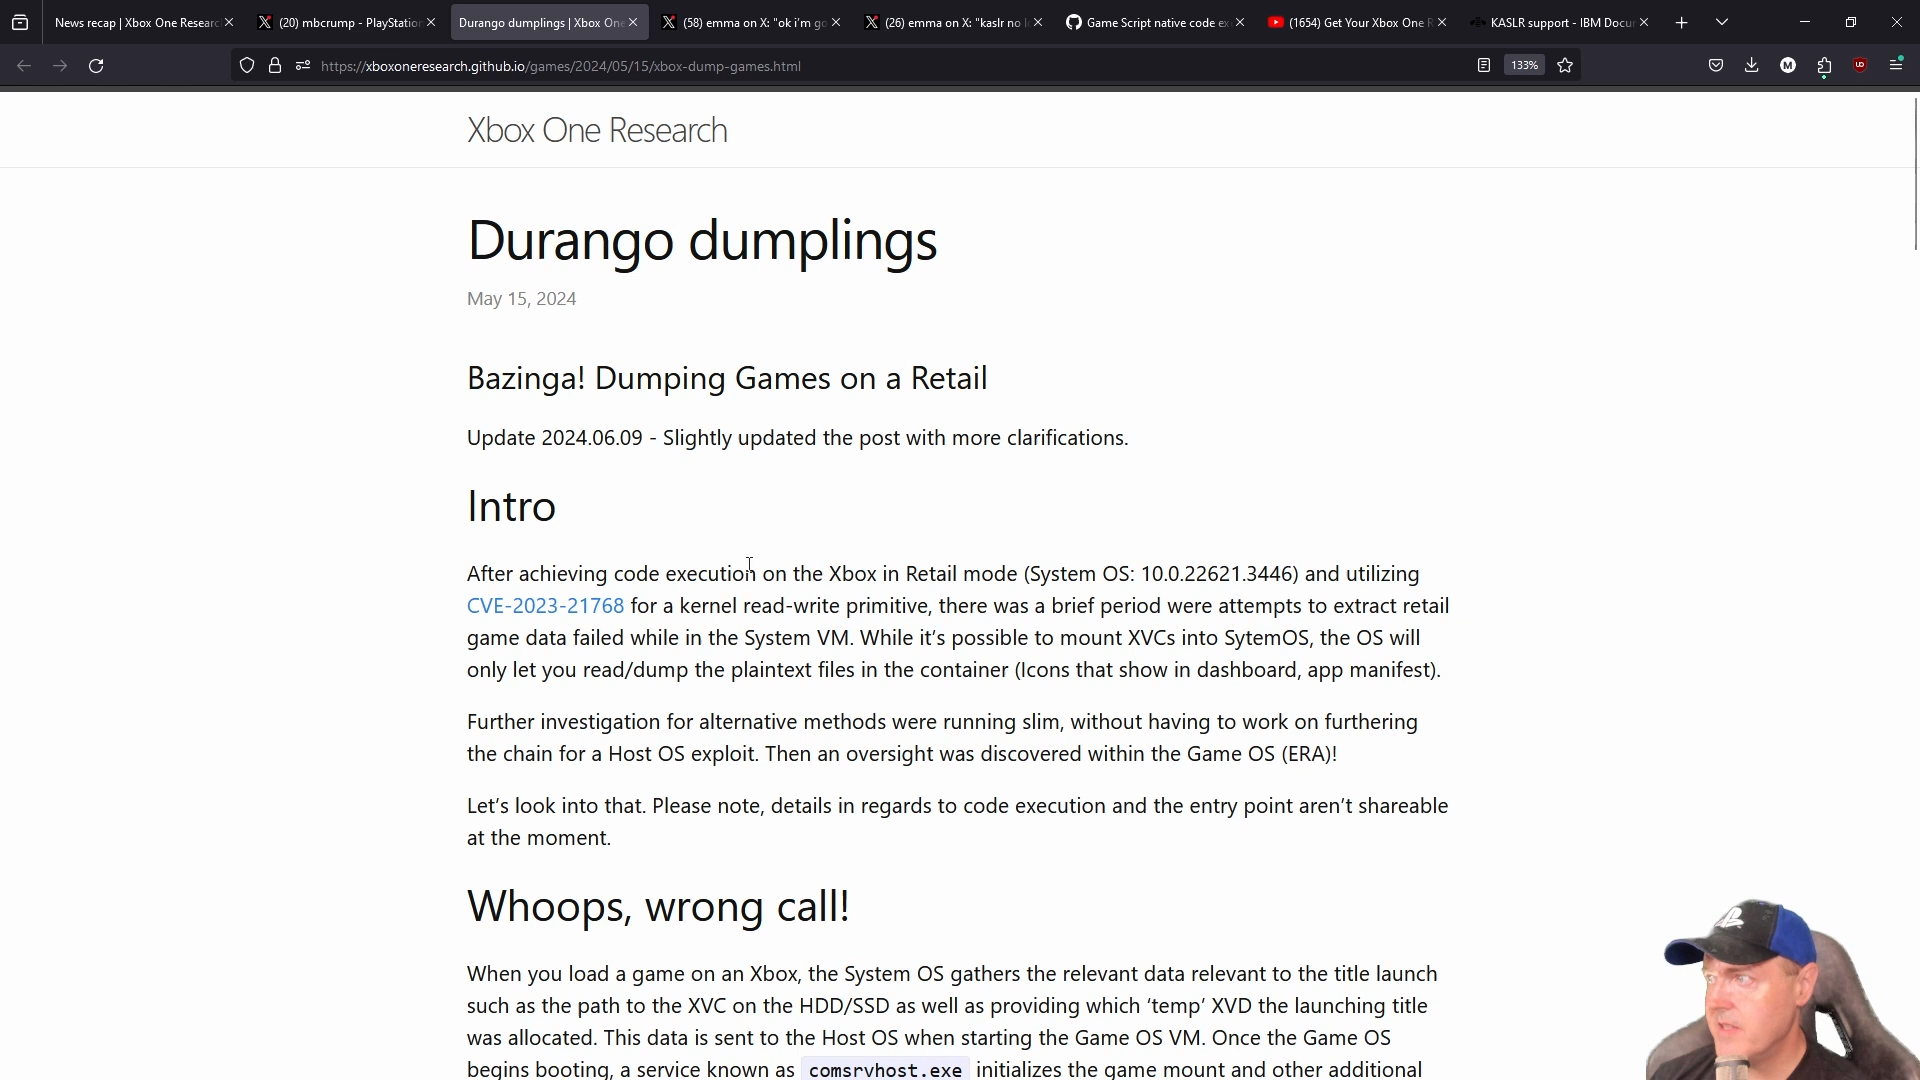 News recap | Xbox One Researc
(20) mbcrump - PlayStation
Durango dumplings | Xbox One
(58) emma on X: "ok i'm go
(26) emma on X: "kaslr no l
Game Script native code ex
(1654) Get Your Xbox One R
KASLR support - IBM Docu
https://xboxoneresearch.github.io/games/2024/05/15/xbox-dump-games.html
133%
M
Xbox One Research
Durango dumplings
May 15, 2024
Bazinga! Dumping Games on a Retail
Update 2024.06.09 - Slightly updated the post with more clarifications.
Intro
After achieving code execution on the Xbox in Retail mode (System OS: 10.0.22621.3446) and utilizing
CVE-2023-21768 for a kernel read-write primitive, there was a brief period were attempts to extract retail
game data failed while in the System VM. While it's possible to mount XVCs into SytemOS, the OS will
only let you read/dump the plaintext files in the container (Icons that show in dashboard, app manifest).
Further investigation for alternative methods were running slim, without having to work on furthering
the chain for a Host OS exploit. Then an oversight was discovered within the Game OS (ERA)!
Let's look into that. Please note, details in regards to code execution and the entry point aren't shareable
at the moment.
Whoops, wrong call!
When you load a game on an Xbox, the System OS gathers the relevant data relevant to the title launch
such as the path to the XVC on the HDD/SSD as well as providing which 'temp' XVD the launching title
was allocated. This data is sent to the Host OS when starting the Game OS VM. Once the Game OS
begins booting, a service known as comsrvhost.exe initializes the game mount and other additional